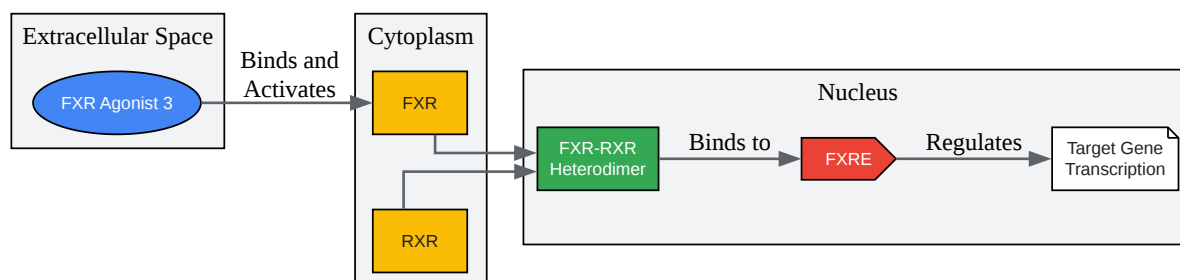 Extracellular Space
FXR Agonist 3
Binds and
Activates
Cytoplasm
FXR
RXR
Nucleus
FXR-RXR
Heterodimer
Binds to
FXRE
Regulates
Target Gene
Transcription